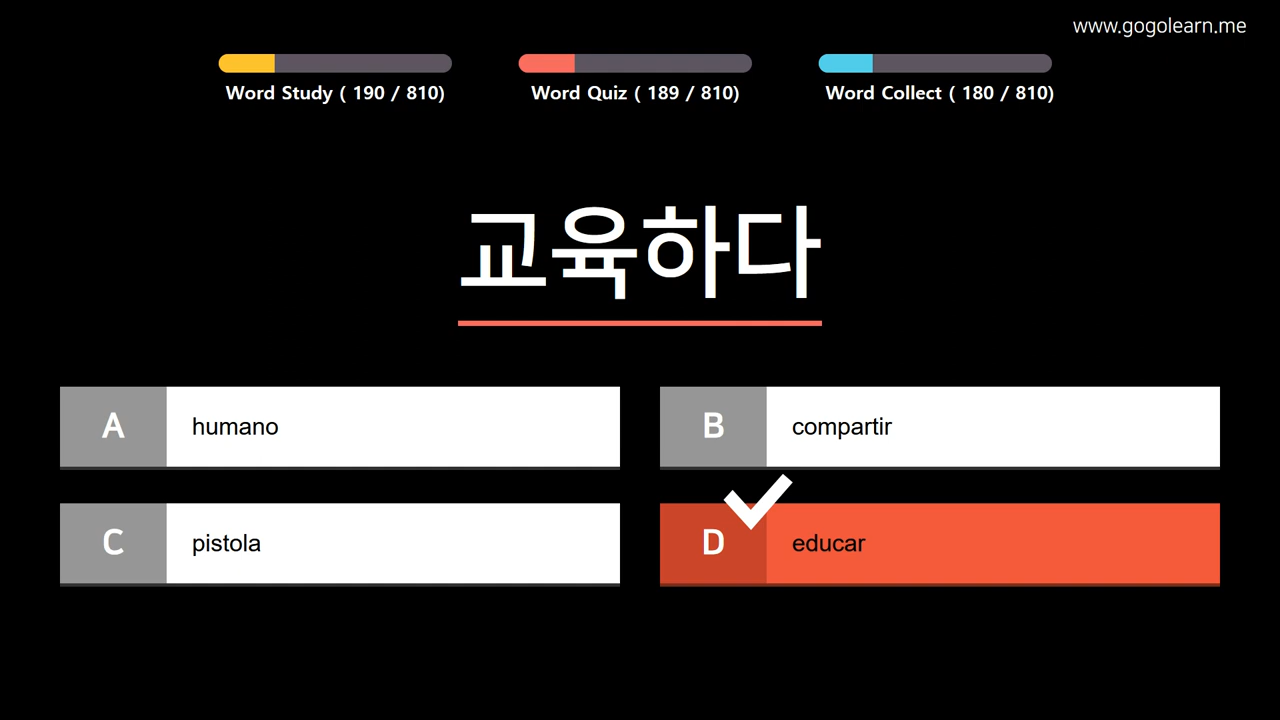 www.gogolearn.me
Word Study ( 190 / 810)
Word Quiz ( 189 / 810)
Word Collect ( 180 / 810)
교육하다
A humano
B compartir
C pistola
D educar